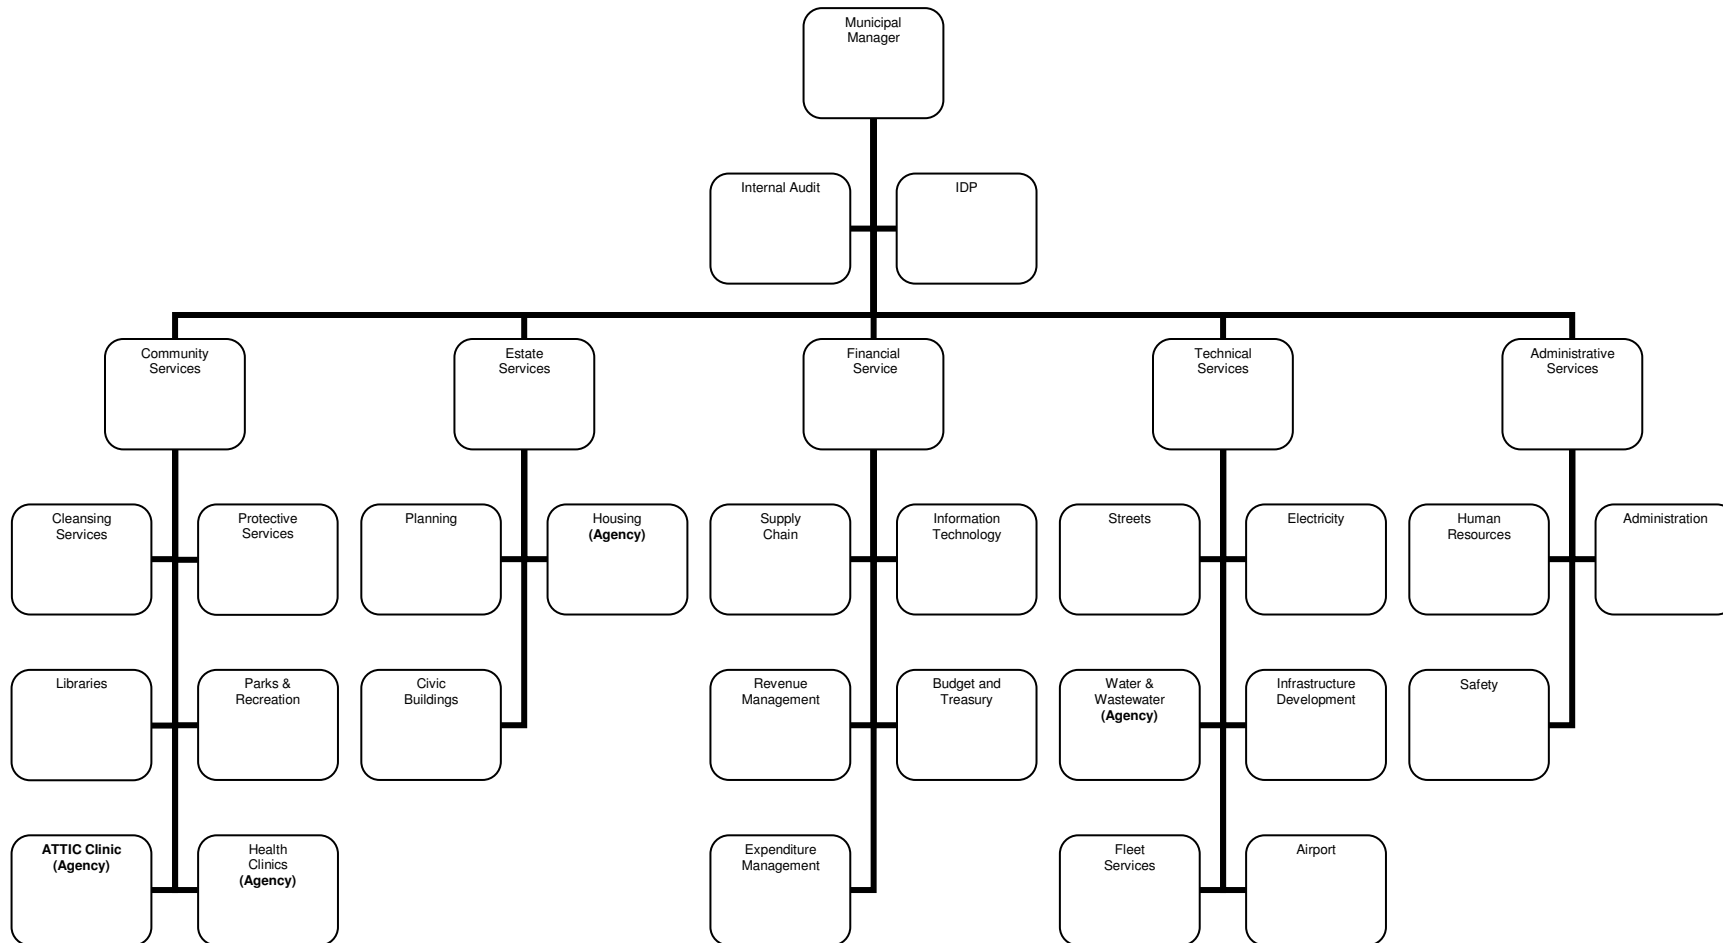 Municipal
Manager
Internal Audit
IDP
Community
Services
Estate
Services
Financial
Service
Technical
Services
Administrative
Services
Cleansing
Services
Protective
Services
Planning
Housing
(Agency)
Supply
Chain
Information
Technology
Streets
Electricity
Human
Resources
Administration
Libraries
Parks &
Recreation
Civic
Buildings
Revenue
Management
Budget and
Treasury
Water &
Wastewater
(Agency)
Infrastructure
Development
Safety
ATTIC Clinic
(Agency)
Health
Clinics
(Agency)
Expenditure
Management
Fleet
Services
Airport